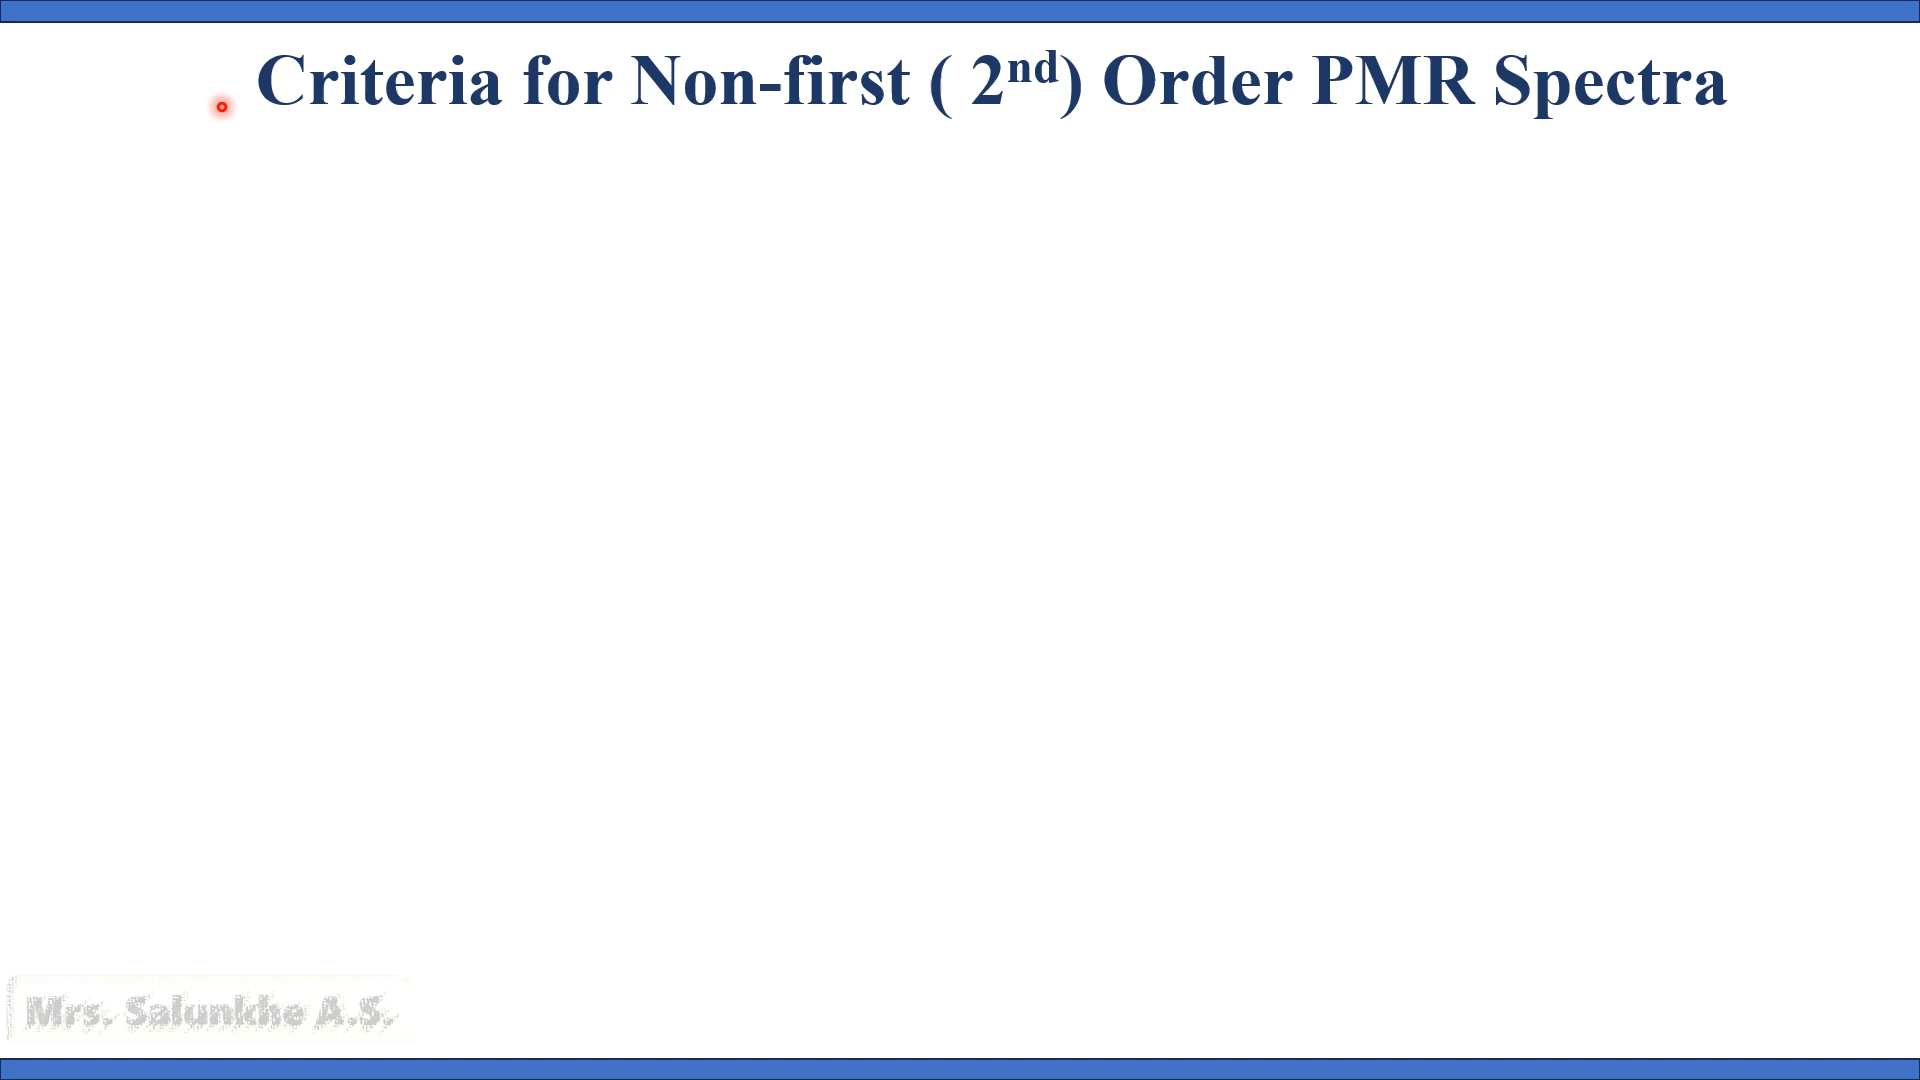 Criteria for Non-first ( 2nd) Order PMR Spectra
Mrs. Salunkhe A.S.